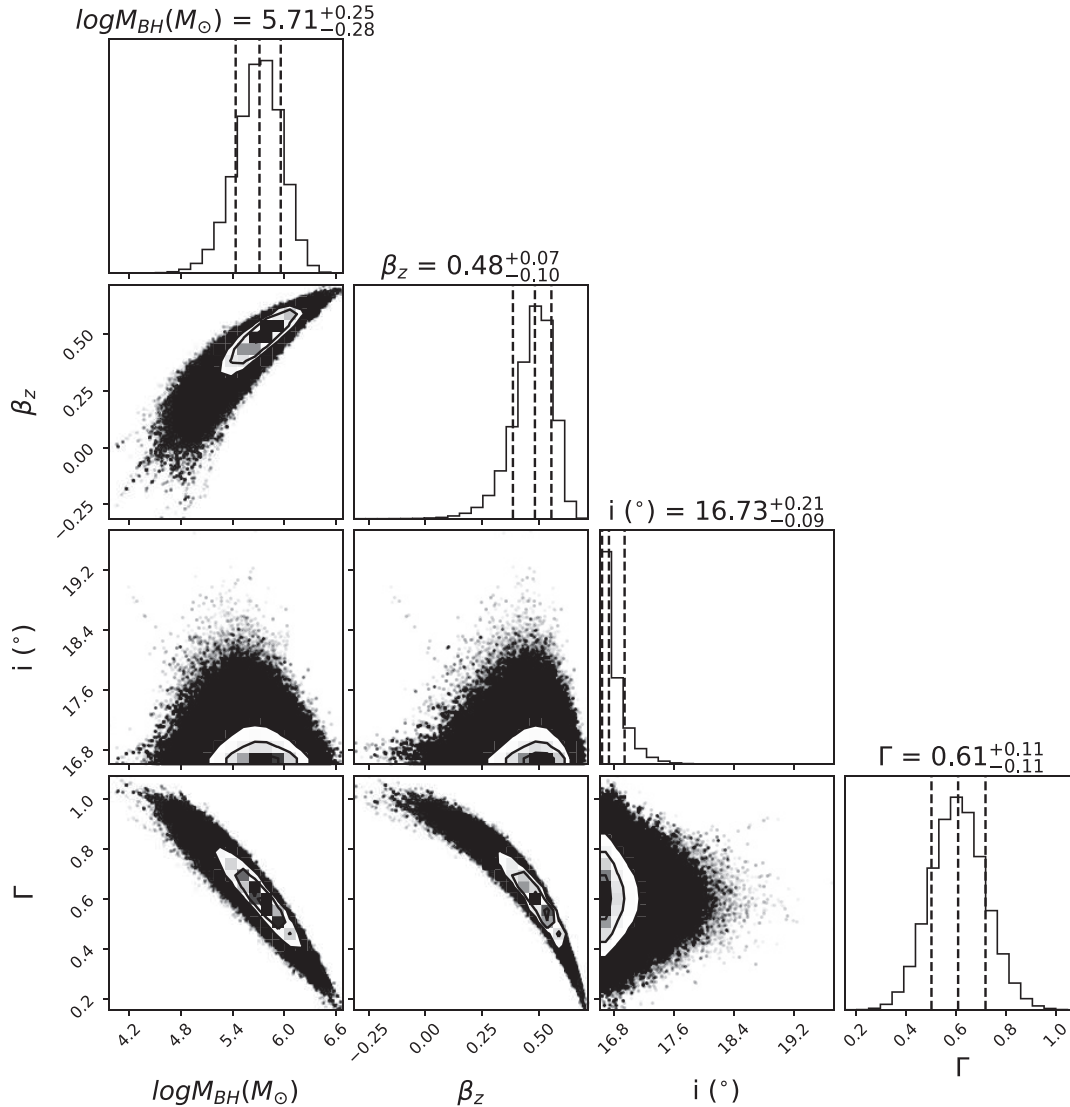 logM_BH(M_⊙) = 5.71^{+0.25}_{-0.28}
β_z = 0.48^{+0.07}_{-0.10}
0.50
0.25
0.00
−0.25
β_z
i (°) = 16.73^{+0.21}_{-0.09}
19.2
18.4
17.6
16.8
i (°)
Γ = 0.61^{+0.11}_{-0.11}
1.0
0.8
0.6
0.4
0.2
Γ
4.2 4.8 5.4 6.0 6.6
−0.25 0.00 0.25 0.50
16.8 17.6 18.4 19.2
0.2 0.4 0.6 0.8 1.0
logM_BH(M_⊙) β_z i (°) Γ